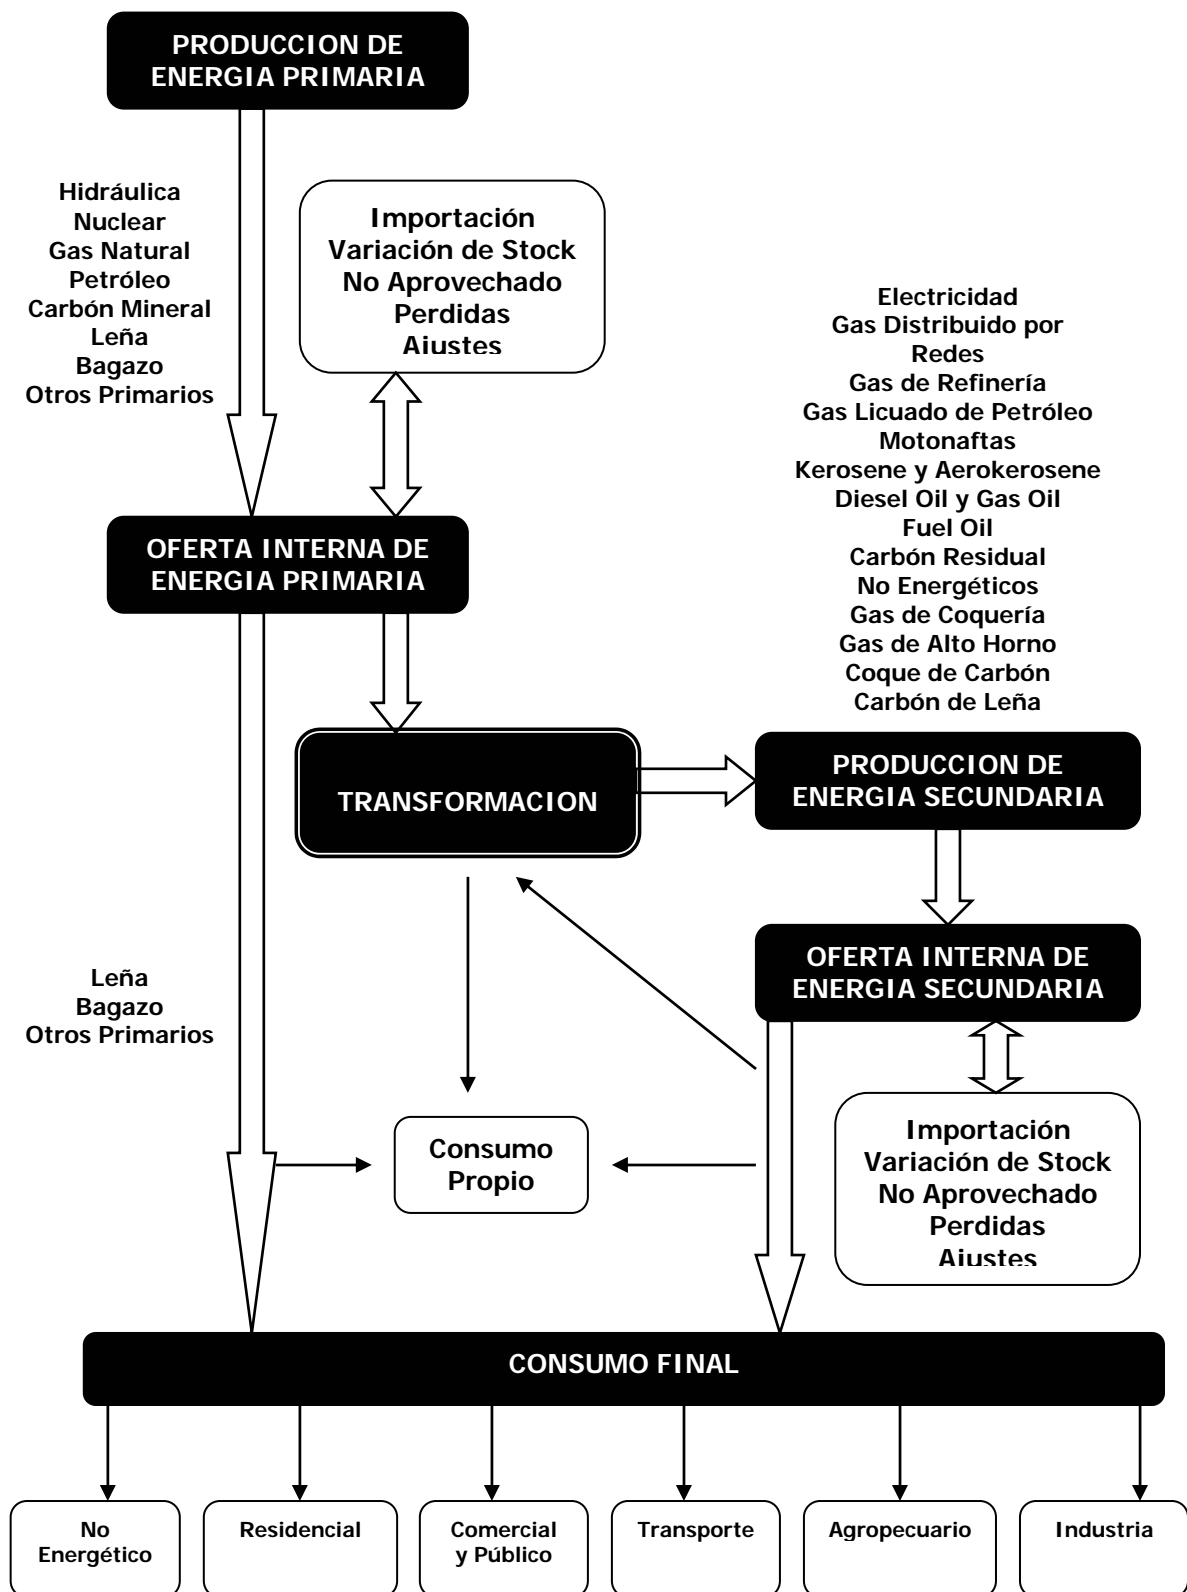 PRODUCCION DE
ENERGIA PRIMARIA
Hidráulica
Nuclear
Gas Natural
Petróleo
Carbón Mineral
Leña
Bagazo
Otros Primarios
Importación
Variación de Stock
No Aprovechado
Perdidas
Ajustes
Electricidad
Gas Distribuido por
Redes
Gas de Refinería
Gas Licuado de Petróleo
Motonaftas
Kerosene y Aerokerosene
Diesel Oil y Gas Oil
Fuel Oil
Carbón Residual
No Energéticos
Gas de Coquería
Gas de Alto Horno
Coque de Carbón
Carbón de Leña
OFERTA INTERNA DE
ENERGIA PRIMARIA
TRANSFORMACION
PRODUCCION DE
ENERGIA SECUNDARIA
OFERTA INTERNA DE
ENERGIA SECUNDARIA
Leña
Bagazo
Otros Primarios
Consumo
Propio
Importación
Variación de Stock
No Aprovechado
Perdidas
Ajustes
CONSUMO FINAL
No
Energético
Residencial
Comercial
y Público
Transporte
Agropecuario
Industria